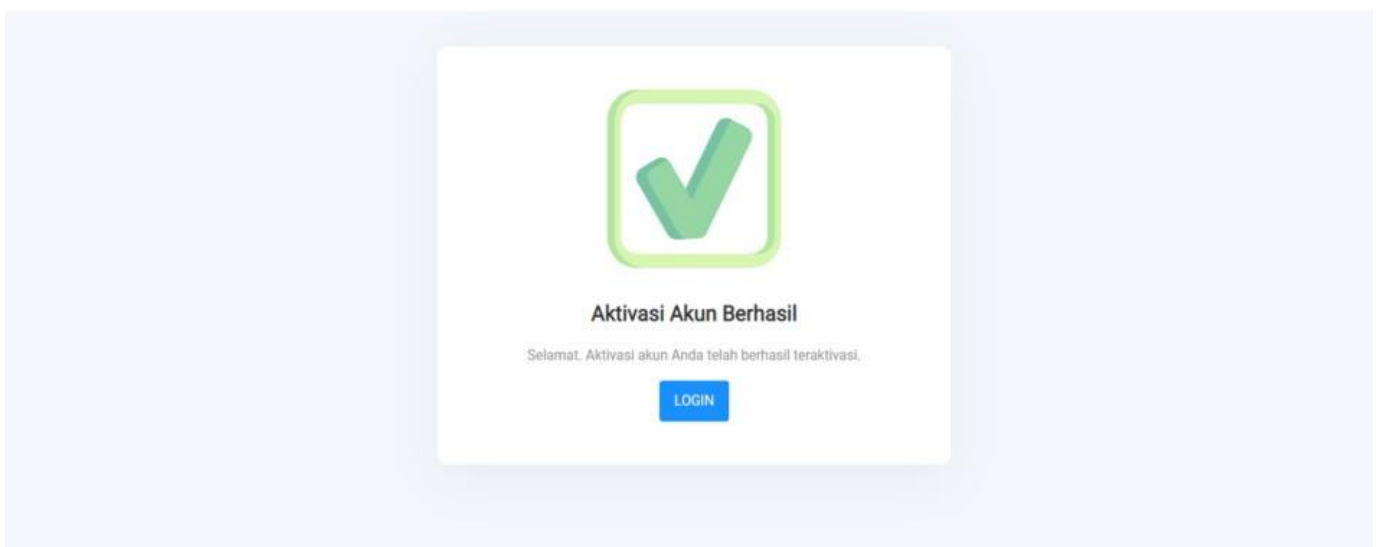 Aktivasi Akun Berhasil
Selamat. Aktivasi akun Anda telah berhasil teraktivasi.
LOGIN